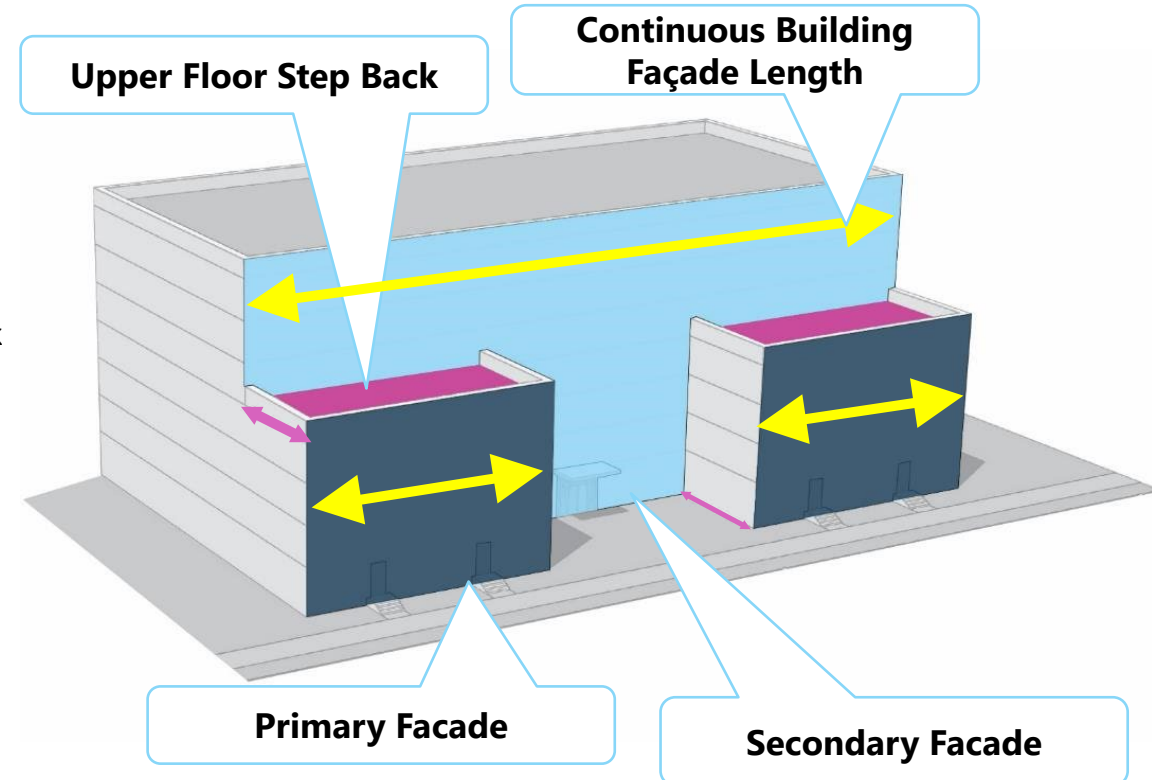 Continuous Building
Façade Length
Upper Floor Step Back
Primary Facade
Secondary Facade